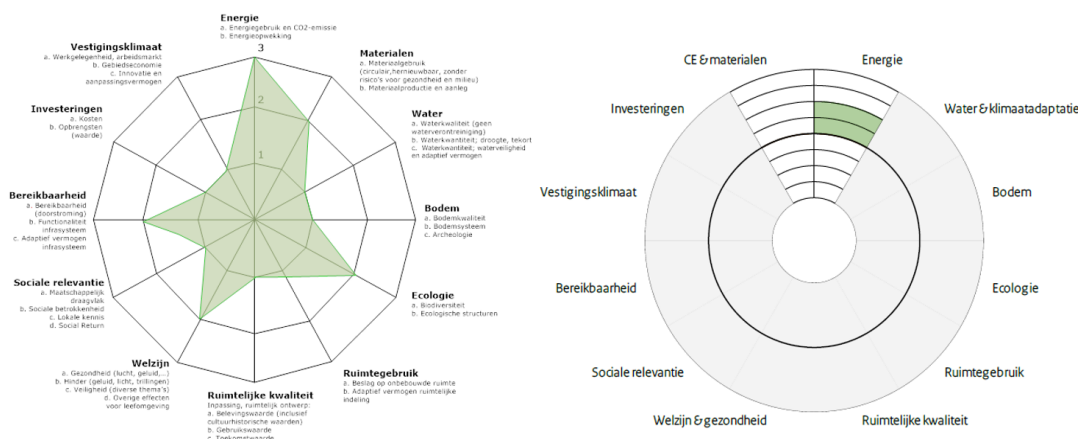 Energie
a. Energiegebruik en CO2-emissie
b. Energieopwekking
3
2
1
Materialen
a. Materiaalgebruik
(circulair,hernieuwbaar, zonder
risico's voor gezondheid en milieu)
b. Materiaalproductie en aanleg
Water
a. Waterkwaliteit (geen
waterverontreiniging)
b. Waterkwantiteit; droogte, tekort
c. Waterkwantiteit; waterveiligheid
en adaptief vermogen
Bodem
a. Bodemkwaliteit
b. Bodemsysteem
c. Archeologie
Ecologie
a. Biodiversiteit
b. Ecologische structuren
Ruimtegebruik
a. Beslag op onbebouwde ruimte
b. Adaptief vermogen ruimtelijke
indeling
Ruimtelijke kwaliteit
Inpassing, ruimtelijk ontwerp:
a. Belevingswaarde (inclusief
cultuurhistorische waarden)
b. Gebruikswaarde
c. Toekomstwaarde
Welzijn
a. Gezondheid (lucht, geluid,...)
b. Hinder (geluid, licht, trillingen)
c. Veiligheid (diverse thema's)
d. Overige effecten
voor leefomgeving
Sociale relevantie
a. Maatschappelijk
draagvlak
b. Sociale betrokkenheid
c. Lokale kennis
d. Social Return
Bereikbaarheid
a. Bereikbaarheid
(doorstroming)
b. Functionaliteit
infrasysteem
c. Adaptief vermogen
infrasysteem
Investeringen
a. Kosten
b. Opbrengsten
(waarde)
Vestigingsklimaat
a. Werkgelegenheid, arbeidsmarkt
b. Gebiedseconomie
c. Innovatie en
aanpassingsvermogen
CE & materialen
Energie
Water & klimaatadaptatie
Bodem
Ecologie
Ruimtegebruik
Ruimtelijke kwaliteit
Welzijn & gezondheid
Sociale relevantie
Bereikbaarheid
Vestigingsklimaat
Investeringen